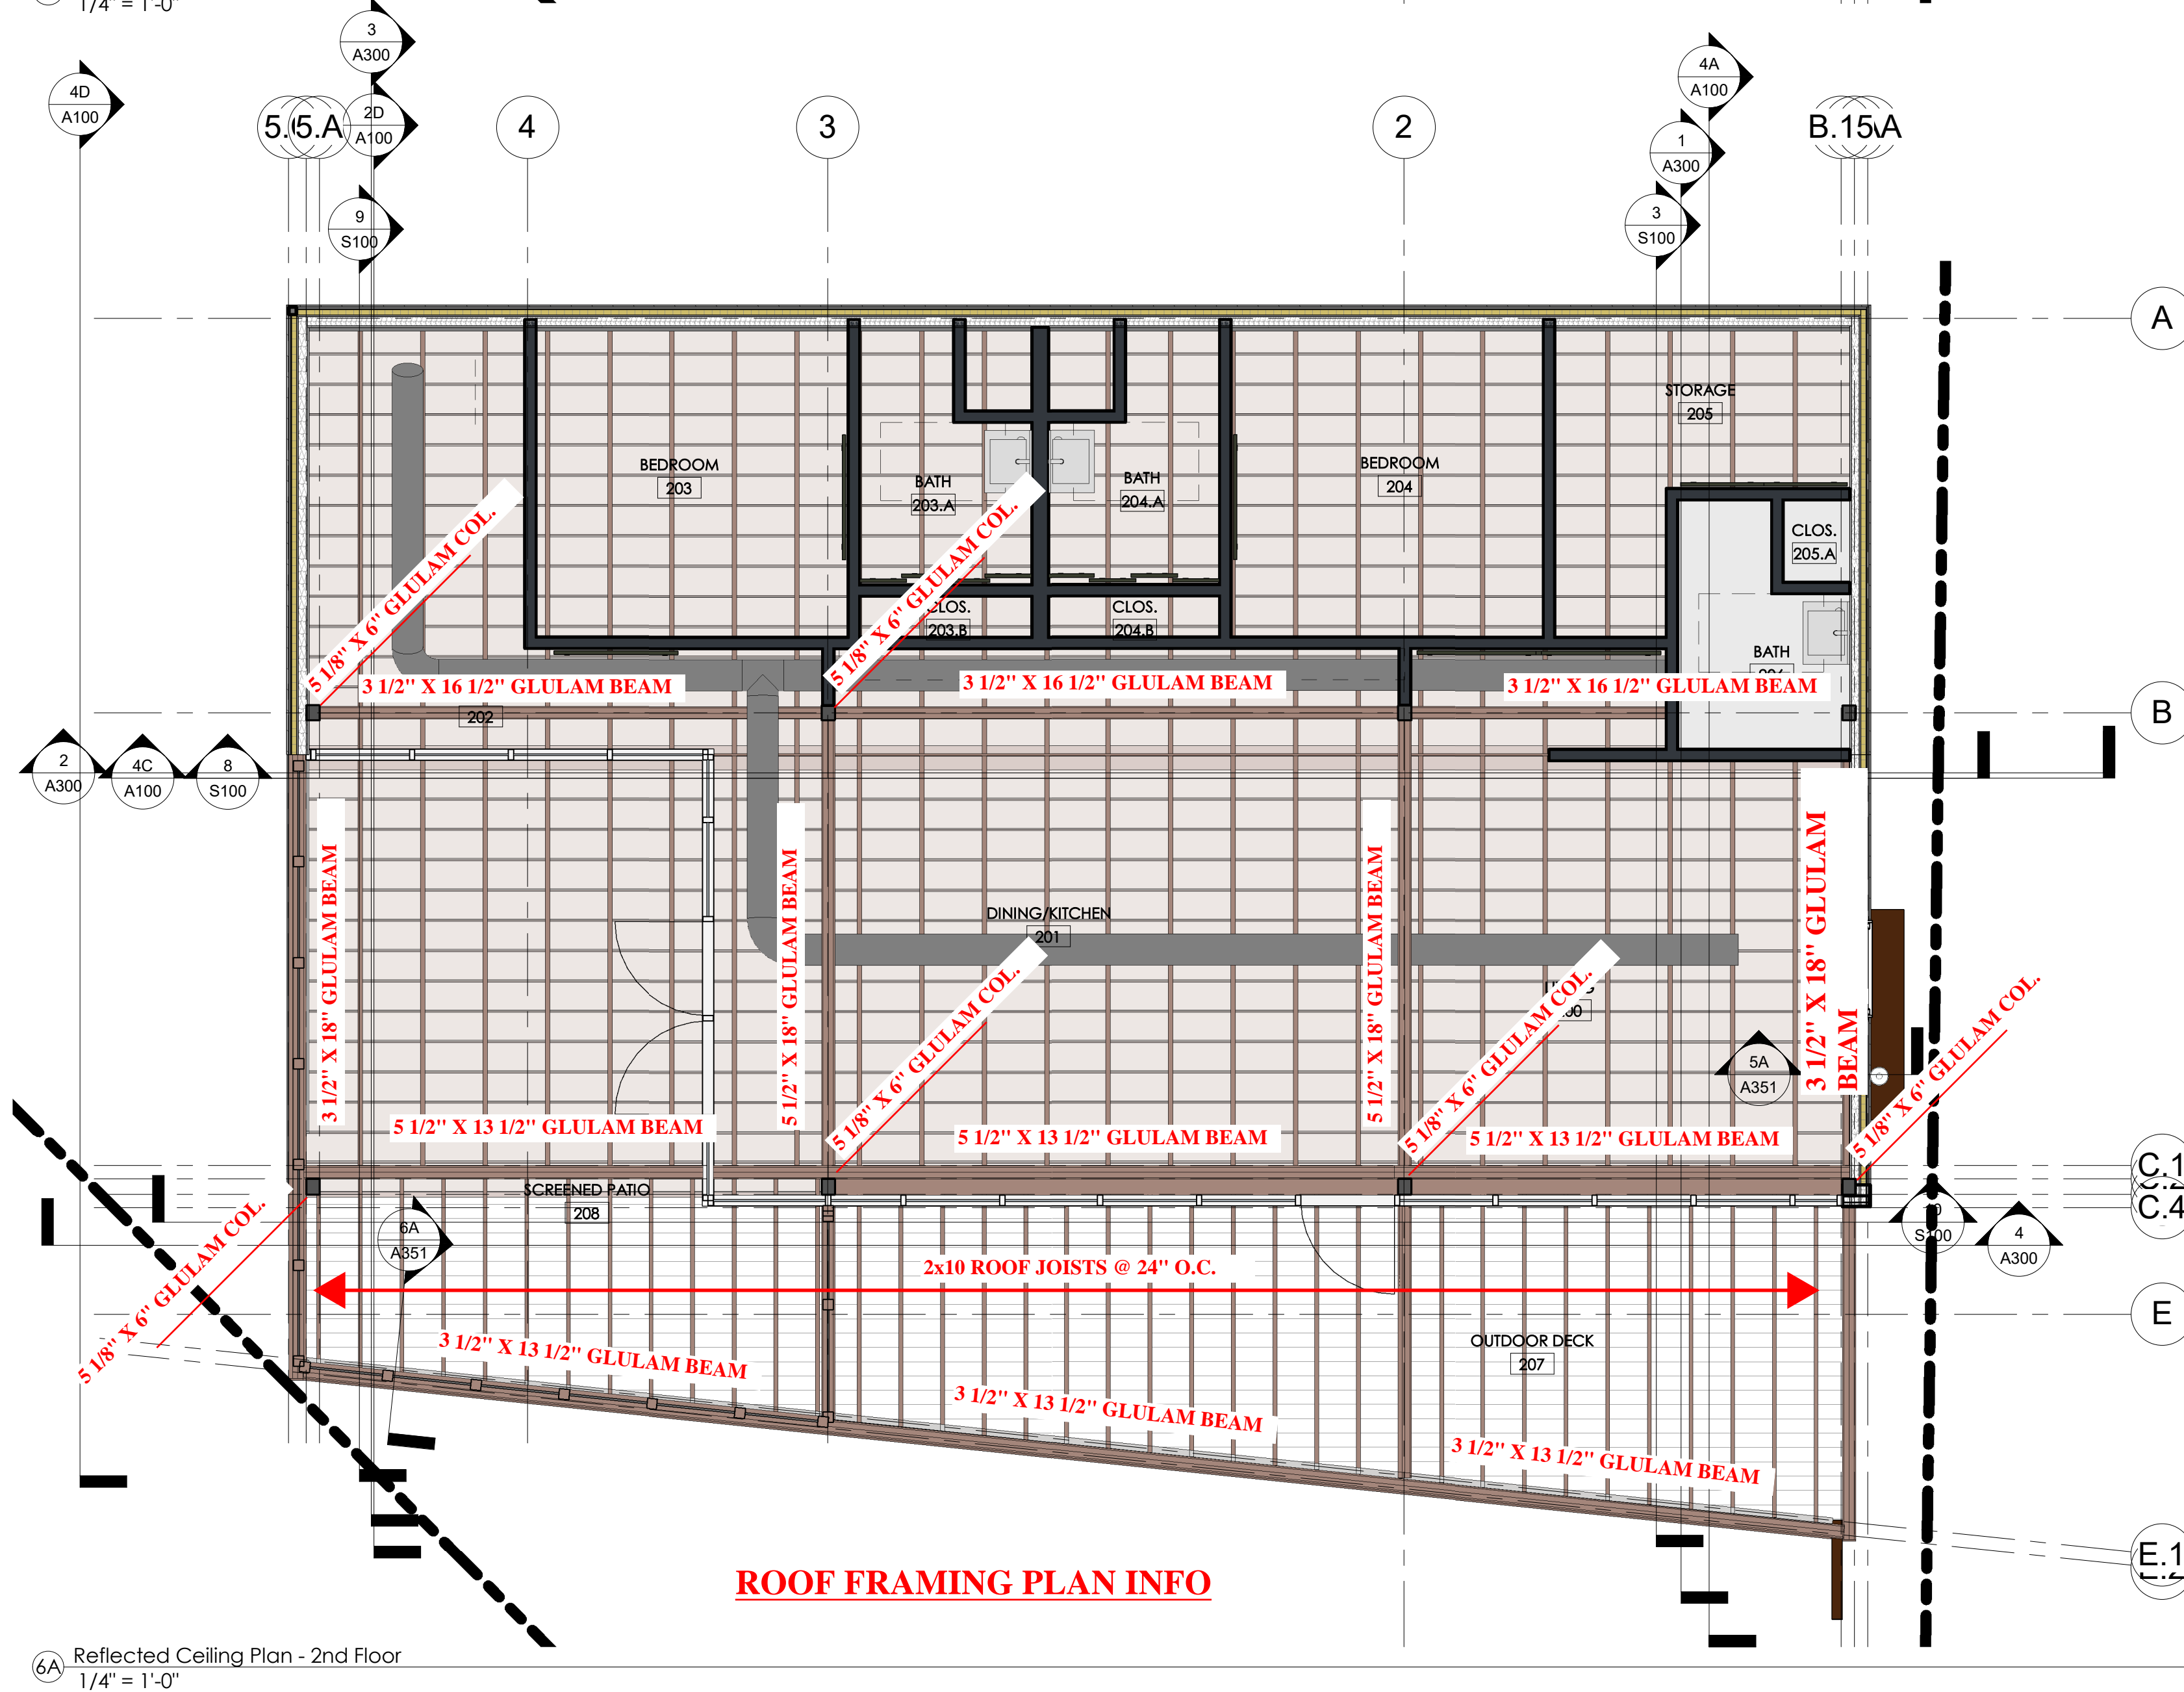 1/4" = 1'-0"
3
A300
4D
A100
4A
A100
5.A
2D
A100
4
3
2
B.15
A
1
A300
9
S100
3
S100
A
STORAGE
205
BEDROOM
203
BEDROOM
204
BATH
203.A
BATH
204.A
CLOS.
205.A
5 1/8" X 6" GLULAM COL.
5 1/8" X 6" GLULAM COL.
CLOS.
203.B
CLOS.
204.B
BATH
3 1/2" X 16 1/2" GLULAM BEAM
3 1/2" X 16 1/2" GLULAM BEAM
3 1/2" X 16 1/2" GLULAM BEAM
202
B
2
A300
4C
A100
8
S100
3 1/2" X 18" GLULAM BEAM
5 1/2" X 18" GLULAM BEAM
5 1/2" X 18" GLULAM BEAM
3 1/2" X 18" GLULAM
BEAM
DINING/KITCHEN
201
5 1/8" X 6" GLULAM COL.
5 1/8" X 6" GLULAM COL.
5 1/8" X 6" GLULAM COL.
5A
A351
5 1/2" X 13 1/2" GLULAM BEAM
5 1/2" X 13 1/2" GLULAM BEAM
5 1/2" X 13 1/2" GLULAM BEAM
C.1
C.4
SCREENED PATIO
208
6A
A351
5 1/8" X 6" GLULAM COL.
S100
4
A300
2x10 ROOF JOISTS @ 24" O.C.
E
OUTDOOR DECK
207
3 1/2" X 13 1/2" GLULAM BEAM
3 1/2" X 13 1/2" GLULAM BEAM
3 1/2" X 13 1/2" GLULAM BEAM
E.1
ROOF FRAMING PLAN INFO
6A
Reflected Ceiling Plan - 2nd Floor
1/4" = 1'-0"